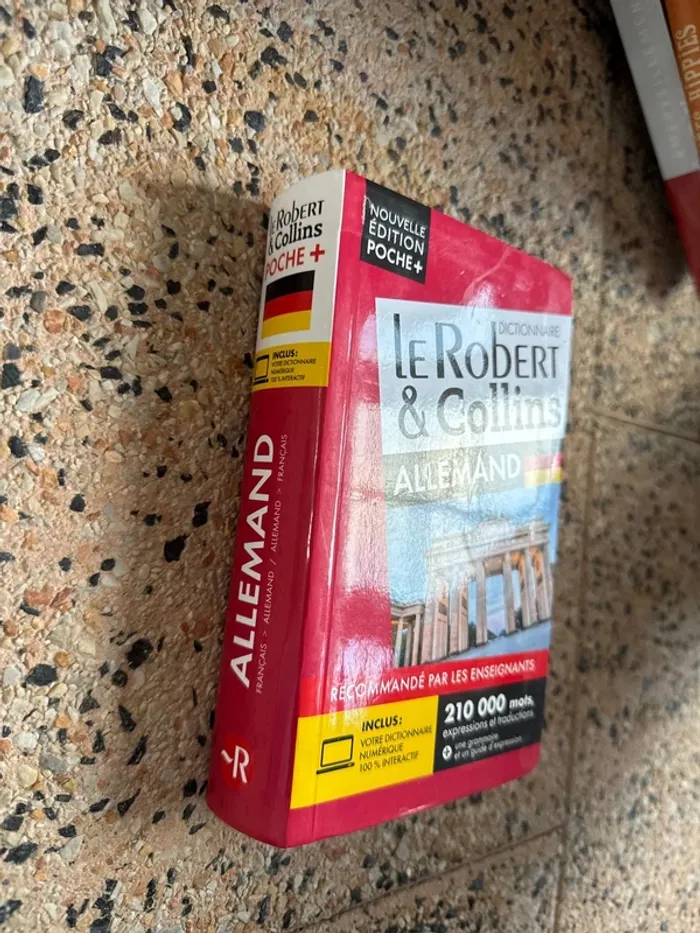 LE ROBERT
& Collins
POCHE +
INCLUS :
VOTRE DICTIONNAIRE
NUMÉRIQUE
100 % INTERACTIF
ALLEMAND
FRANÇAIS > ALLEMAND / ALLEMAND > FRANÇAIS
~R
NOUVELLE
ÉDITION
POCHE+
DICTIONNAIRE
LE ROBERT
& Collins
ALLEMAND
RECOMMANDÉ PAR LES ENSEIGNANTS
INCLUS :
VOTRE DICTIONNAIRE
NUMÉRIQUE
100 % INTERACTIF
210 000 mots,
expressions et traductions
+ une grammaire
et un guide d'expression